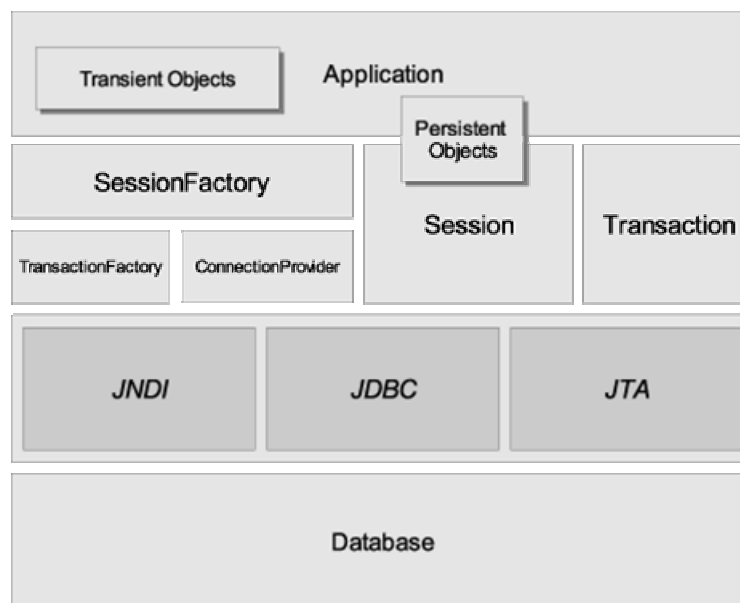 Transient Objects
Application
Persistent
Objects
SessionFactory
Session
Transaction
TransactionFactory
ConnectionProvider
JNDI
JDBC
JTA
Database